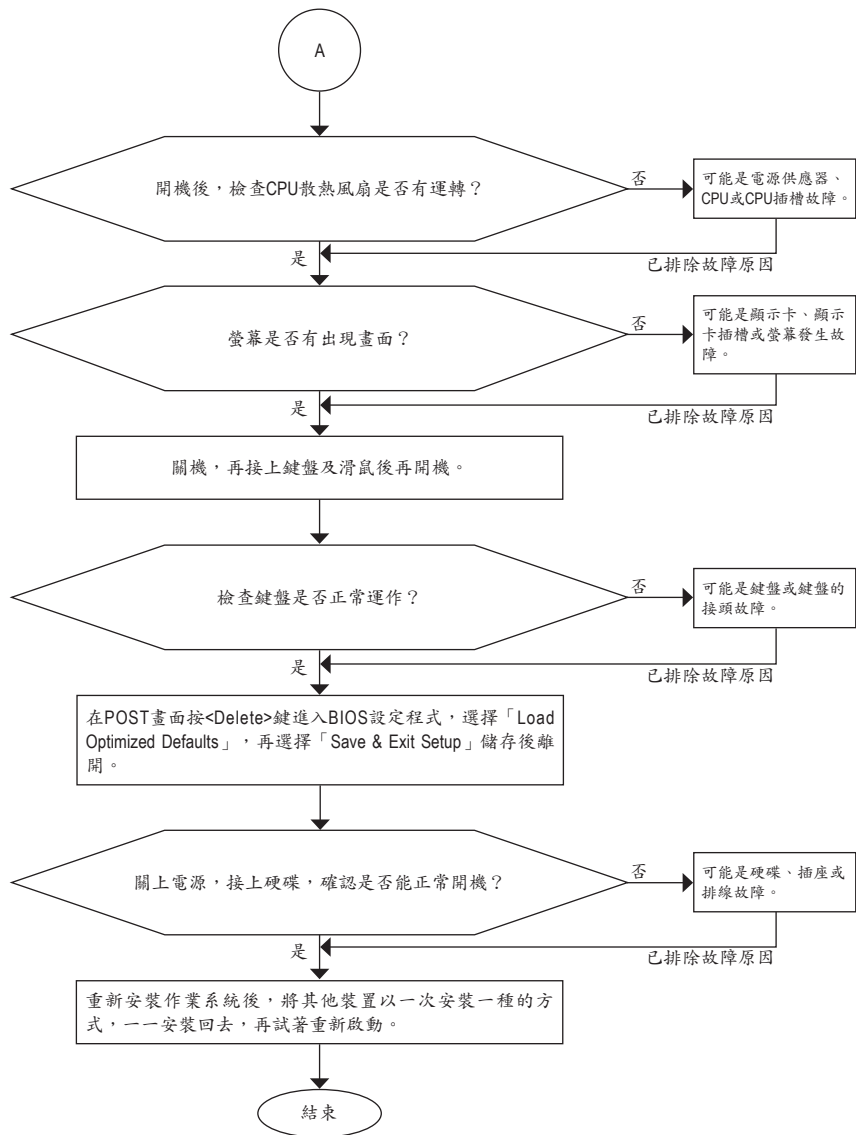 A
開機後，檢查CPU散熱風扇是否有運轉？
否
可能是電源供應器、
CPU或CPU插槽故障。
是
已排除故障原因
螢幕是否有出現畫面？
否
可能是顯示卡、顯示
卡插槽或螢幕發生故
障。
是
已排除故障原因
關機，再接上鍵盤及滑鼠後再開機。
檢查鍵盤是否正常運作？
否
可能是鍵盤或鍵盤的
接頭故障。
是
已排除故障原因
在POST畫面按<Delete>鍵進入BIOS設定程式，選擇「Load
Optimized Defaults」，再選擇「Save & Exit Setup」儲存後離
開。
關上電源，接上硬碟，確認是否能正常開機？
否
可能是硬碟、插座或
排線故障。
是
已排除故障原因
重新安裝作業系統後，將其他裝置以一次安裝一種的方
式，一一安裝回去，再試著重新啟動。
結束